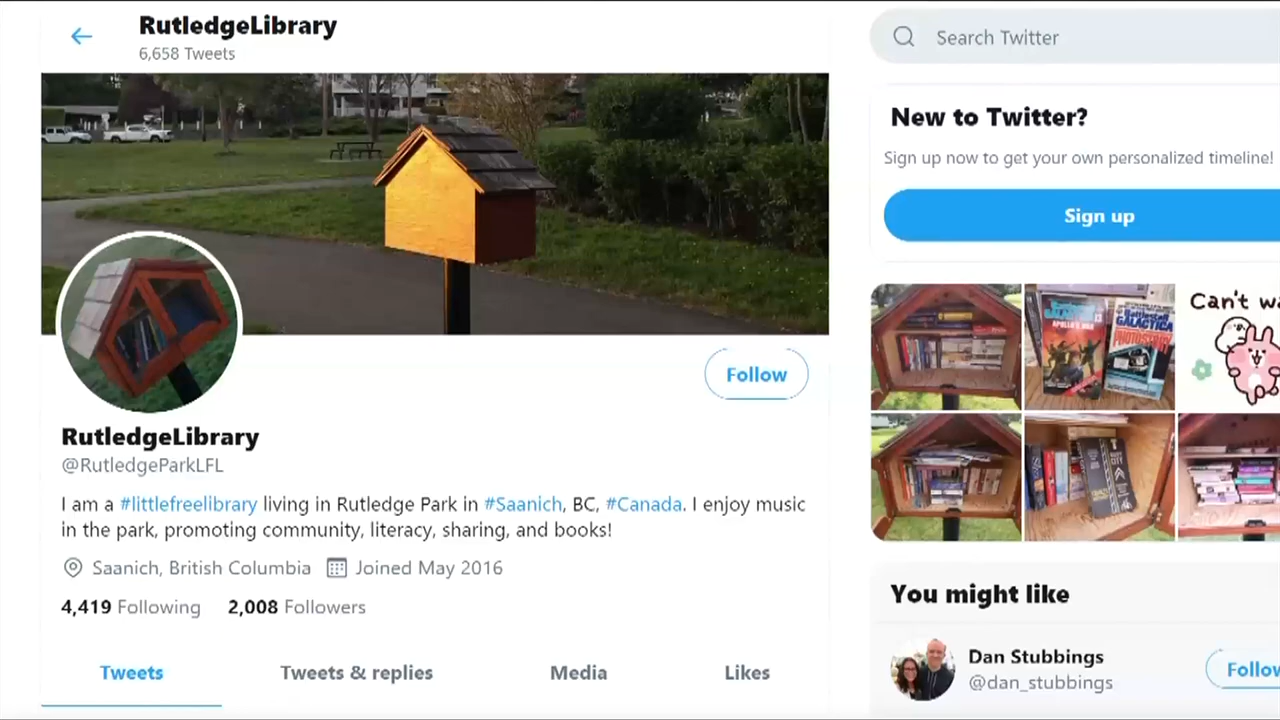 RutledgeLibrary
6,658 Tweets
Search Twitter
New to Twitter?
Sign up now to get your own personalized timeline!
Sign up
Follow
Can't wa
GALACTICA
RutledgeLibrary
@RutledgeParkLFL
I am a #littlefreelibrary living in Rutledge Park in #Saanich, BC, #Canada. I enjoy music
in the park, promoting community, literacy, sharing, and books!
Saanich, British Columbia Joined May 2016
4,419 Following 2,008 Followers
You might like
Tweets Tweets & replies Media Likes
Dan Stubbings
@dan_stubbings
Follow